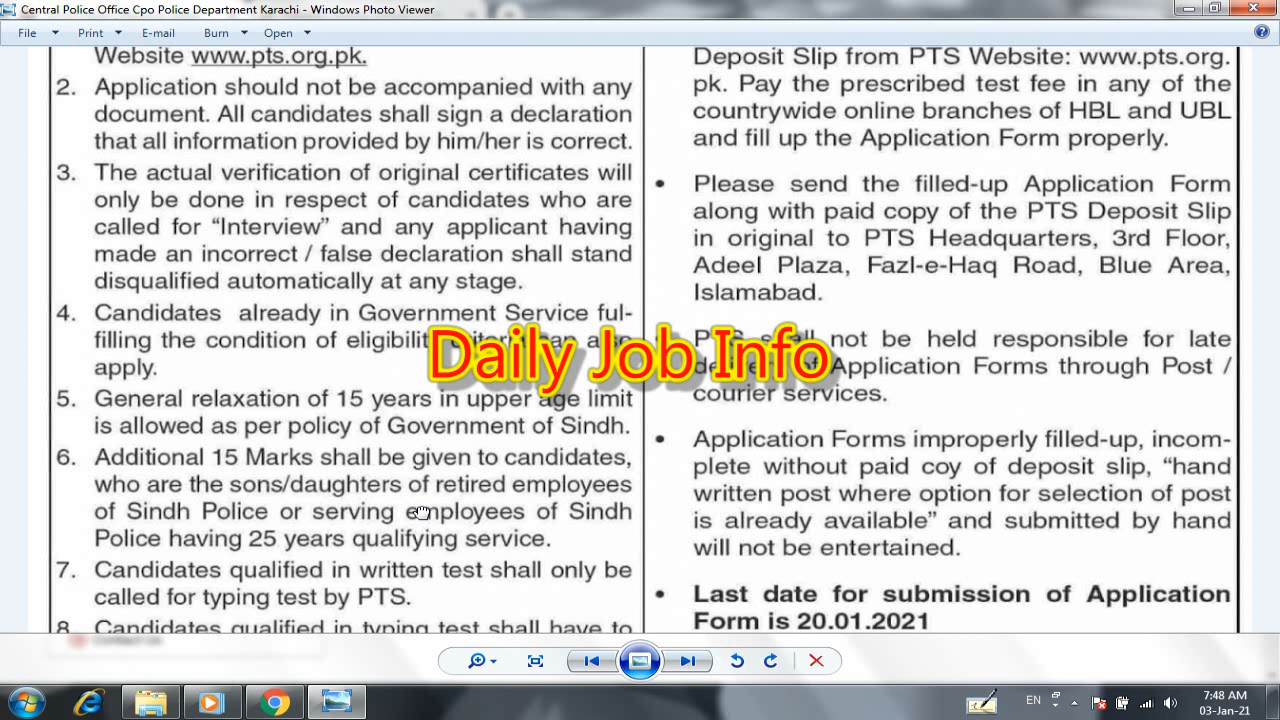 Central Police Office Cpo Police Department Karachi - Windows Photo Viewer
File Print E-mail Burn Open
Website www.pts.org.pk.
2. Application should not be accompanied with any
document. All candidates shall sign a declaration
that all information provided by him/her is correct.
3. The actual verification of original certificates will
only be done in respect of candidates who are
called for “Interview” and any applicant having
made an incorrect / false declaration shall stand
disqualified automatically at any stage.
4. Candidates already in Government Service ful-
filling the condition of eligibility
apply.
5. General relaxation of 15 years in upper age limit
is allowed as per policy of Government of Sindh.
6. Additional 15 Marks shall be given to candidates,
who are the sons/daughters of retired employees
of Sindh Police or serving employees of Sindh
Police having 25 years qualifying service.
7. Candidates qualified in written test shall only be
called for typing test by PTS.
8. Candidates qualified in typing test shall have to
Deposit Slip from PTS Website: www.pts.org.
pk. Pay the prescribed test fee in any of the
countrywide online branches of HBL and UBL
and fill up the Application Form properly.
• Please send the filled-up Application Form
along with paid copy of the PTS Deposit Slip
in original to PTS Headquarters, 3rd Floor,
Adeel Plaza, Fazl-e-Haq Road, Blue Area,
Islamabad.
PTS shall not be held responsible for late
of Application Forms through Post /
courier services.
• Application Forms improperly filled-up, incom-
plete without paid coy of deposit slip, “hand
written post where option for selection of post
is already available” and submitted by hand
will not be entertained.
• Last date for submission of Application
Form is 20.01.2021
Daily Job Info
Contact Us
EN
7:48 AM
03-Jan-21